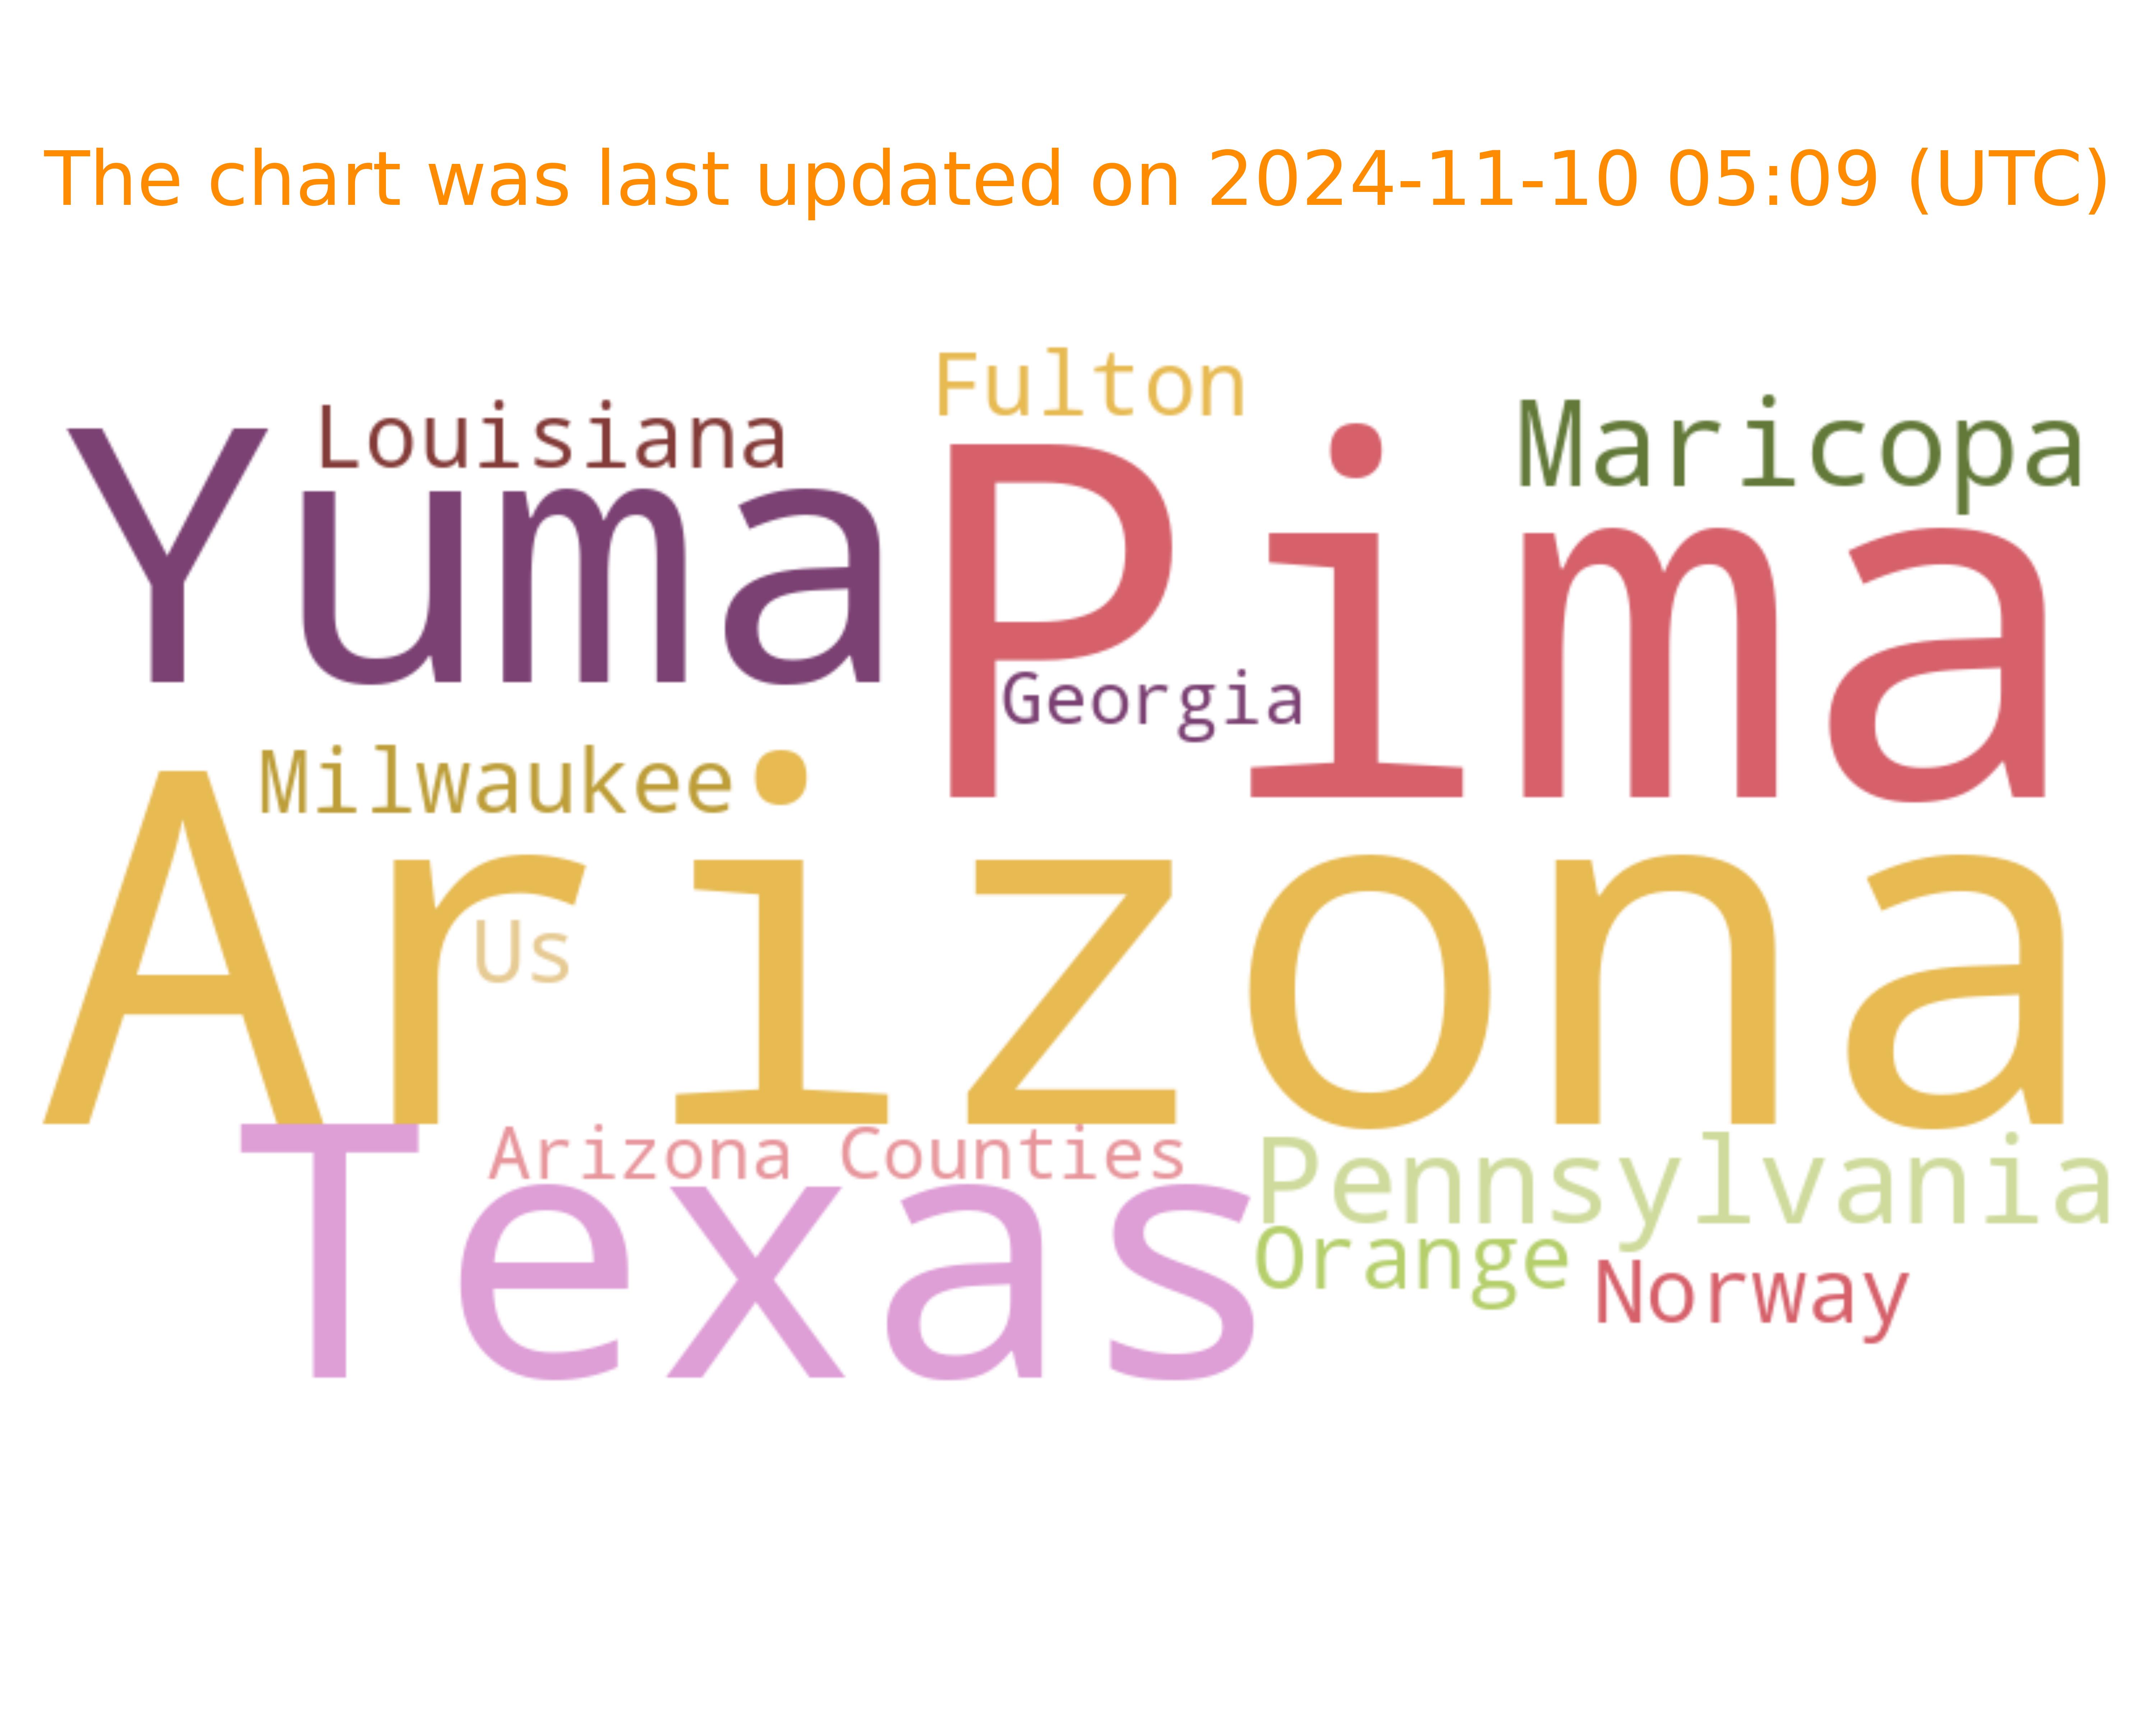 The chart was last updated on 2024-11-10 05:09 (UTC)
Fulton
Louisiana
Maricopa
Yuma
Pima
Georgia
Milwaukee
Arizona
Us
Arizona Counties
Pennsylvania
Texas
Orange
Norway